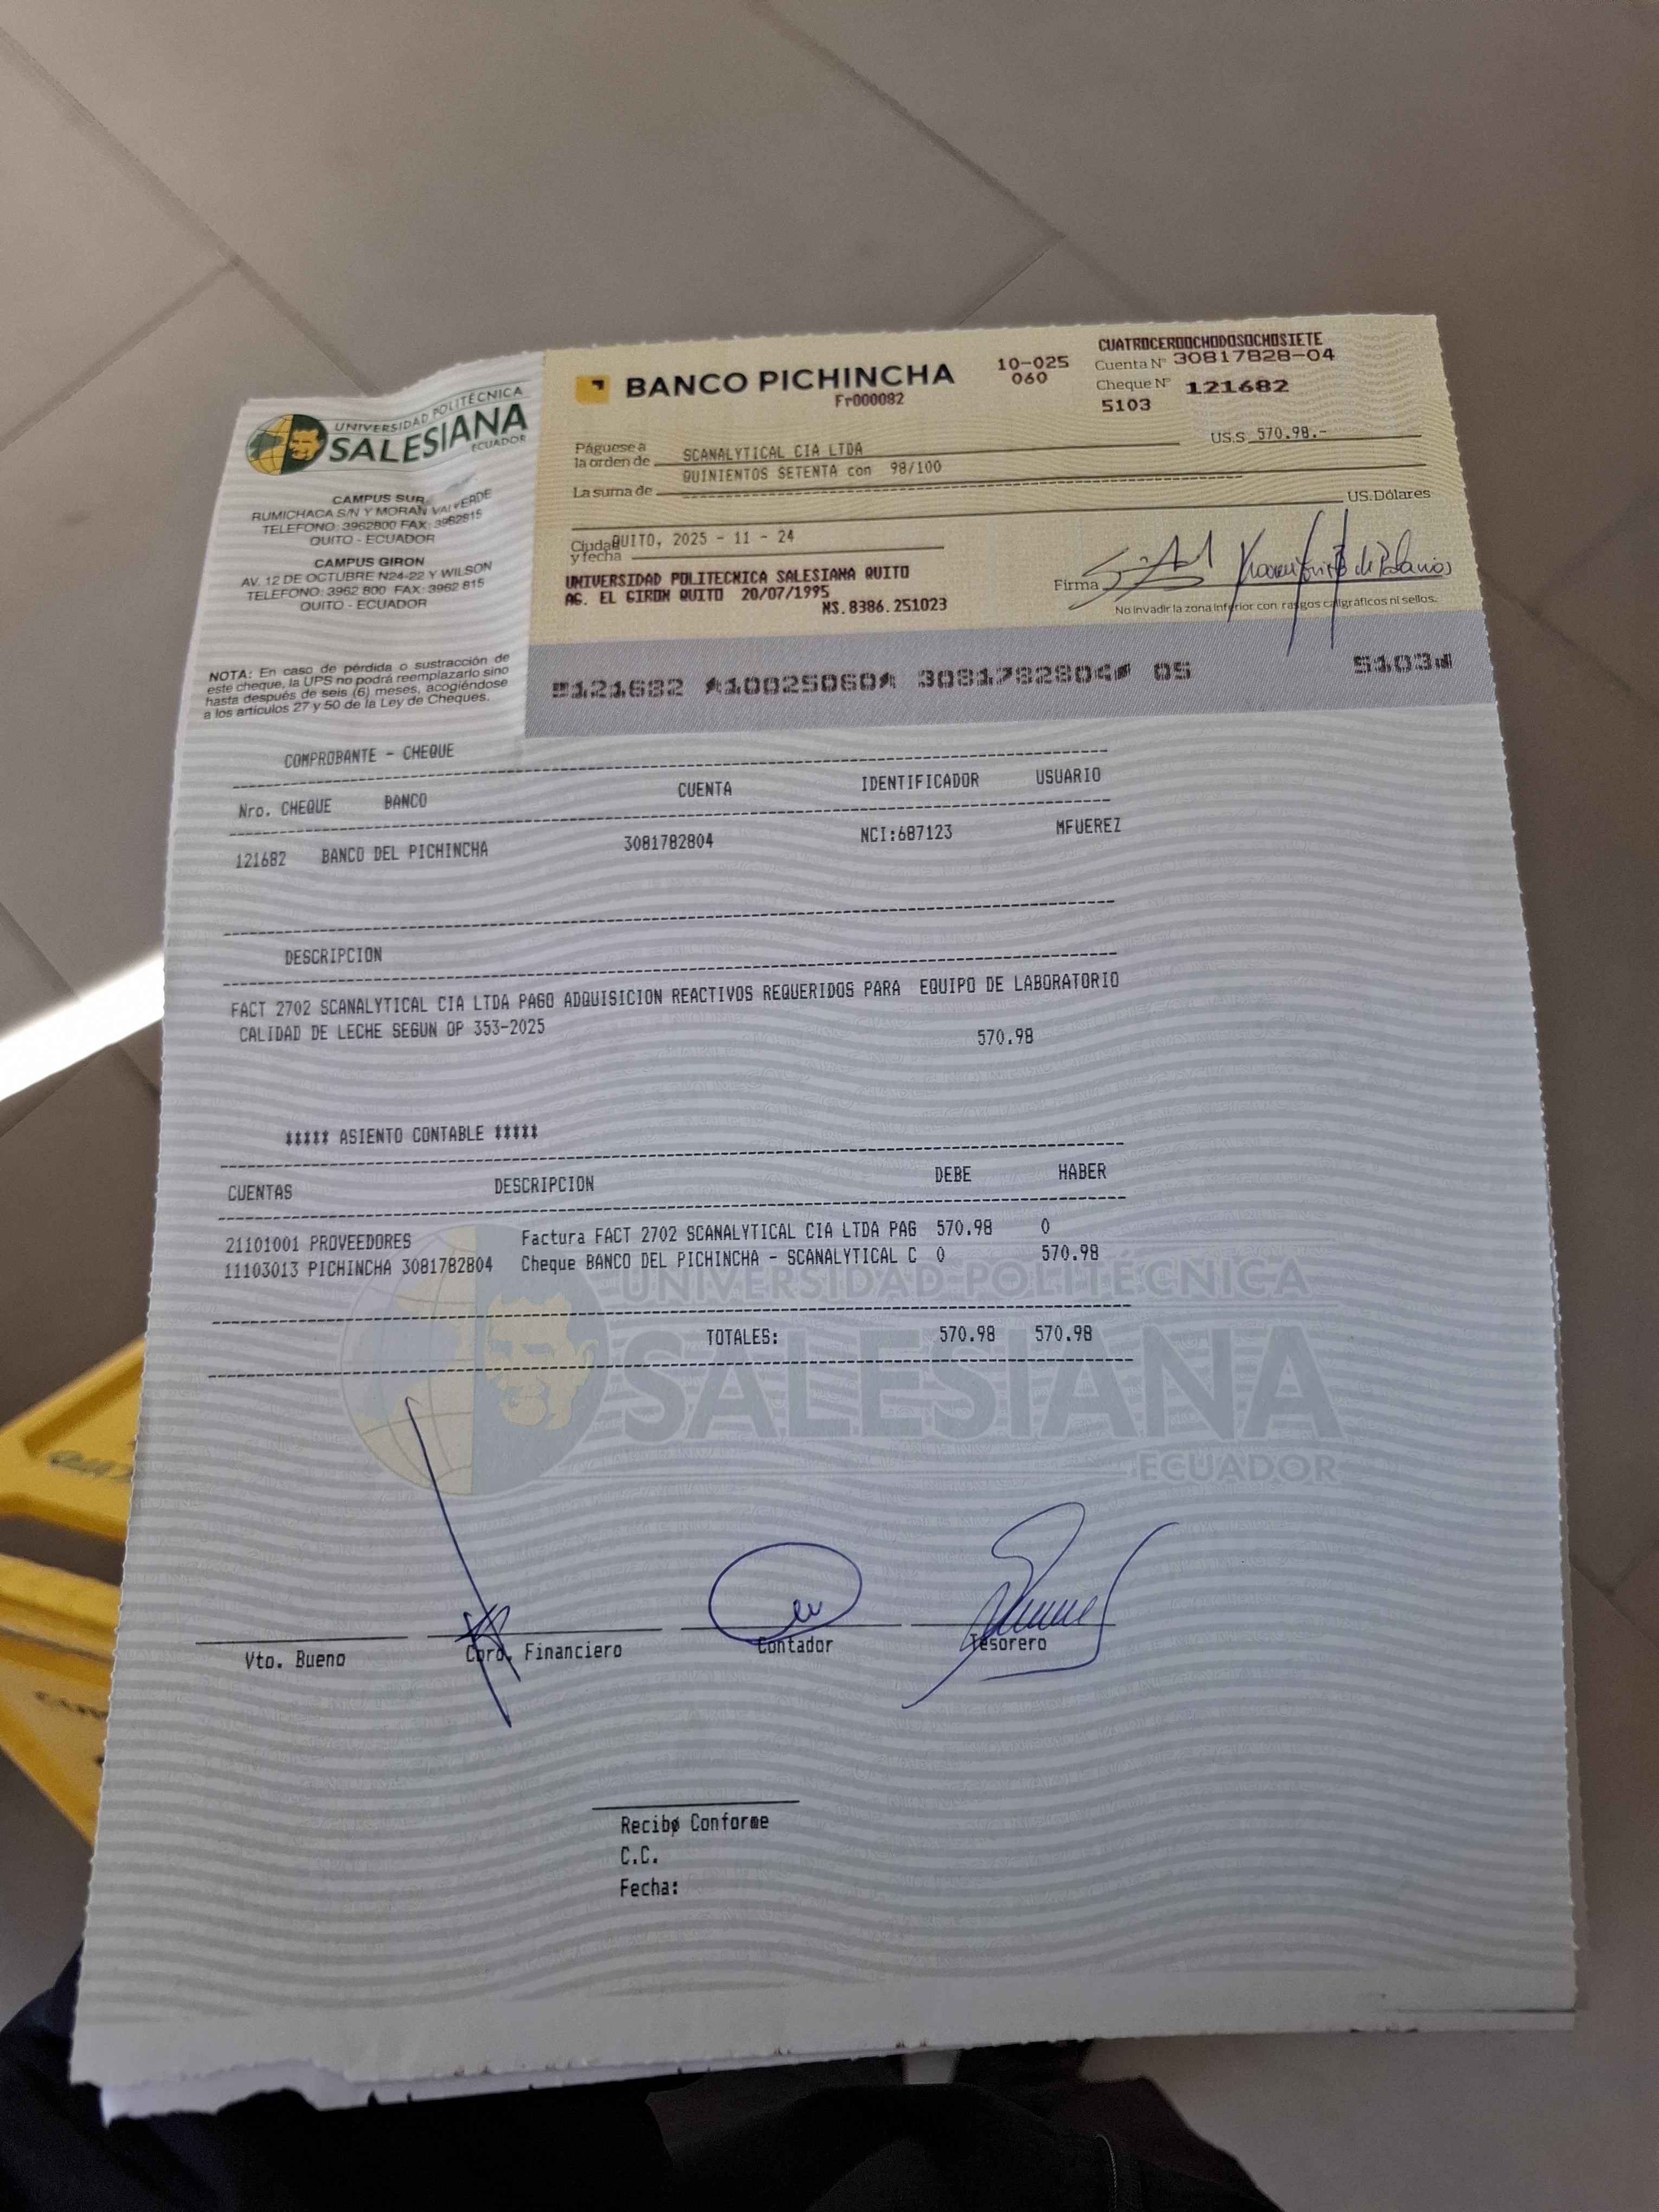 UNIVERSIDAD POLITÉCNICA
SALESIANA
ECUADOR
CAMPUS SUR
RUMICHACA S/N Y MORAN VALVERDE
TELEFONO: 3962800 FAX: 3962815
QUITO - ECUADOR
CAMPUS GIRON
AV. 12 DE OCTUBRE N24-22 Y WILSON
TELEFONO: 3962 800 FAX: 3962 815
QUITO - ECUADOR
NOTA: En caso de pérdida o sustracción de
este cheque, la UPS no podrá reemplazarlo sino
hasta después de seis (6) meses, acogiéndose
a los artículos 27 y 50 de la Ley de Cheques.
BANCO PICHINCHA
Fr000082
10-025
060
CUATROCEROOCHODOSOCHOSIETE
Cuenta Nº 30817828-04
Cheque Nº 121682
5103
Páguese a
la orden de SCANALYTICAL CIA LTDA
US.$ 570.98.-
La suma de QUINIENTOS SETENTA con 98/100
US.Dólares
Ciudad y fecha QUITO, 2025 - 11 - 24
UNIVERSIDAD POLITECNICA SALESIANA QUITO
AG. EL GIRON QUITO 20/07/1995
MS.8386.251023
Firma
No invadir la zona inferior con rasgos caligráficos ni sellos.
121682 10025060 3081782804 05 5103
COMPROBANTE - CHEQUE
Nro. CHEQUE BANCO CUENTA IDENTIFICADOR USUARIO
121682 BANCO DEL PICHINCHA 3081782804 NCI:687123 MFUEREZ
DESCRIPCION
FACT 2702 SCANALYTICAL CIA LTDA PAGO ADQUISICION REACTIVOS REQUERIDOS PARA EQUIPO DE LABORATORIO
CALIDAD DE LECHE SEGUN OP 353-2025 570.98
***** ASIENTO CONTABLE *****
CUENTAS DESCRIPCION DEBE HABER
21101001 PROVEEDORES Factura FACT 2702 SCANALYTICAL CIA LTDA PAG 570.98 0
11103013 PICHINCHA 3081782804 Cheque BANCO DEL PICHINCHA - SCANALYTICAL C 0 570.98
UNIVERSIDAD POLITÉCNICA
TOTALES: 570.98 570.98
SALESIANA
ECUADOR
Vto. Bueno Cord. Financiero Contador Tesorero
Recibo Conforme
C.C.
Fecha: